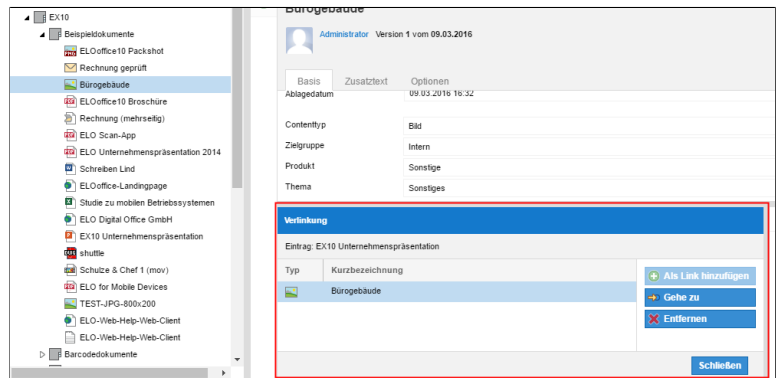 EX10
Beispieldokumente
ELOoffice10 Packshot
Rechnung geprüft
Bürogebäude
ELOoffice10 Broschüre
Rechnung (mehrseitig)
ELO Scan-App
ELO Unternehmenspräsentation 2014
Schreiben Lind
ELOoffice-Landingpage
Studie zu mobilen Betriebssystemen
ELO Digital Office GmbH
EX10 Unternehmenspräsentation
shuttle
Schulze & Chef 1 (mov)
ELO for Mobile Devices
TEST-JPG-800x200
ELO-Web-Help-Web-Client
ELO-Web-Help-Web-Client
Barcodedokumente
Bürogebäude
Administrator Version 1 vom 09.03.2016
Basis Zusatztext Optionen
Ablagedatum 09.03.2016 16:32
Contenttyp Bild
Zielgruppe Intern
Produkt Sonstige
Thema Sonstiges
Verlinkung
Eintrag: EX10 Unternehmenspräsentation
Typ Kurzbezeichnung
Bürogebäude
Als Link hinzufügen
Gehe zu
Entfernen
Schließen